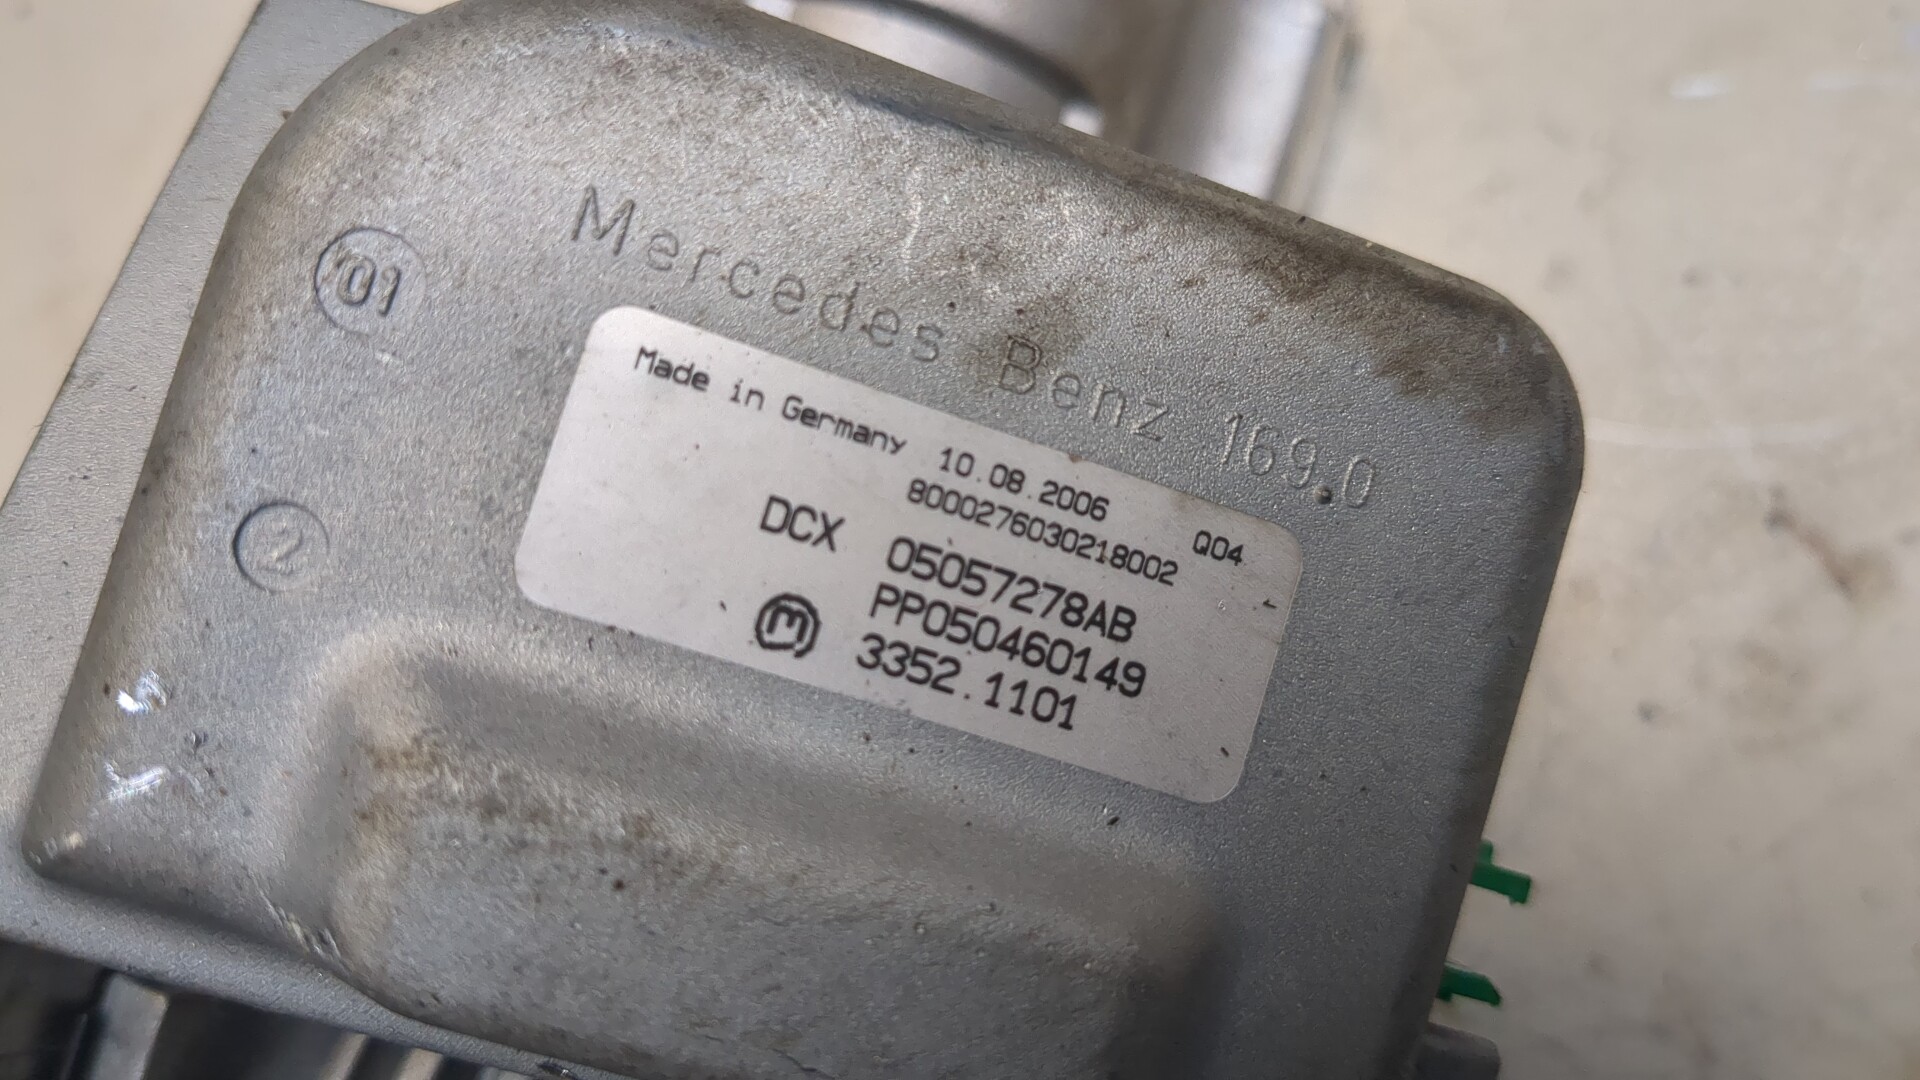 Mercedes Benz 169.0
01
2
Made in Germany 10.08.2006 Q04
8000276030218002
DCX 05057278AB
PP050460149
m 3352.1101